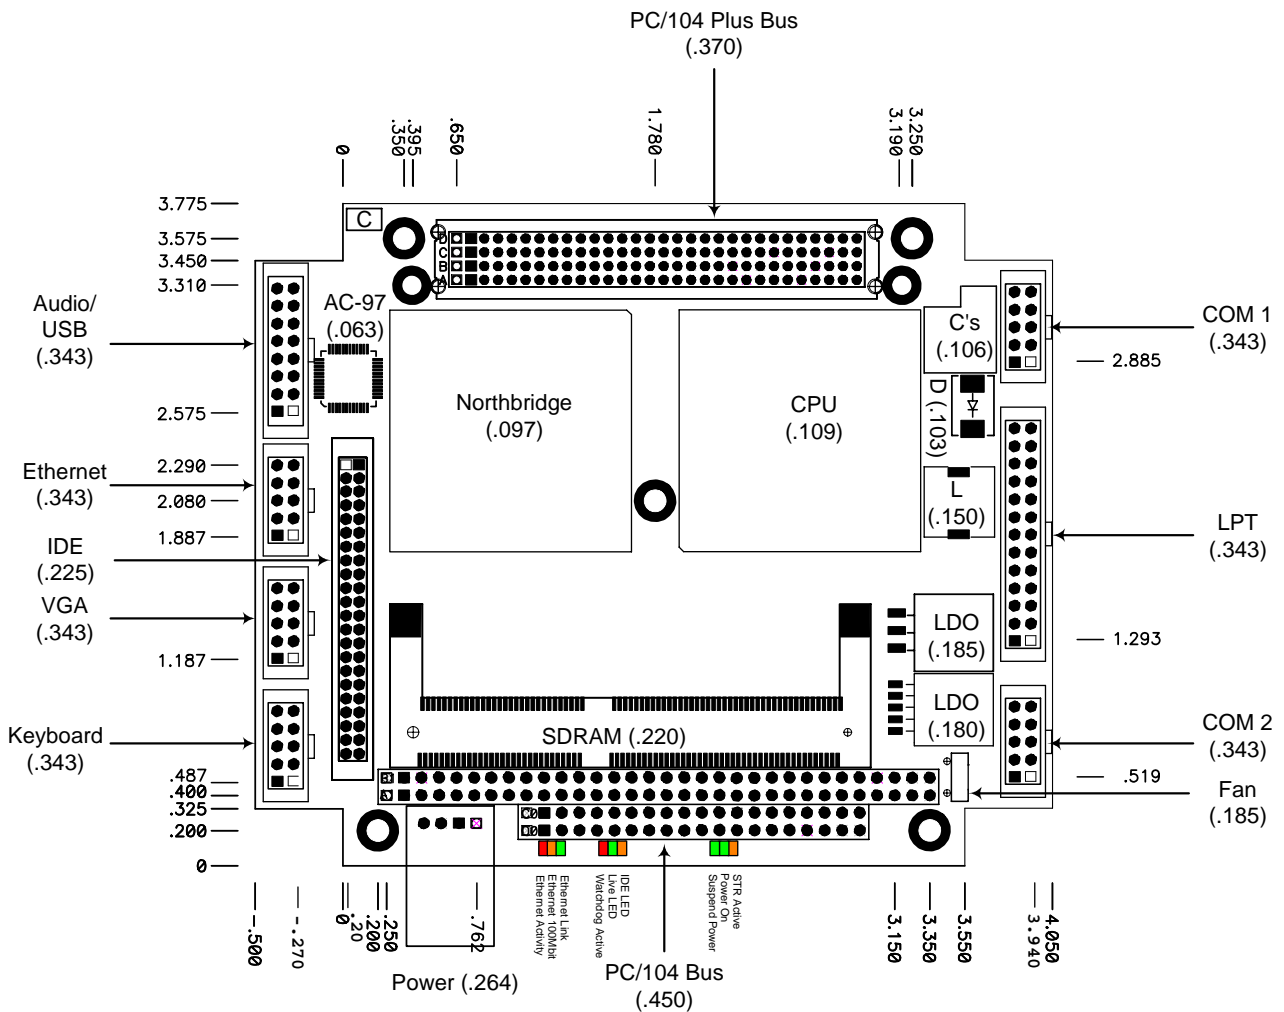 PC/104 Plus Bus
(.370)
0
.350
.395
.650
1.780
3.190
3.250
3.775
3.575
3.450
3.310
2.575
2.290
2.080
1.887
1.187
.487
.400
.325
.200
0
C
D
C
B
A
Audio/
USB
(.343)
AC-97
(.063)
Northbridge
(.097)
CPU
(.109)
C's
(.106)
D (.103)
L
(.150)
COM 1
(.343)
2.885
Ethernet
(.343)
IDE
(.225)
VGA
(.343)
LPT
(.343)
1.293
LDO
(.185)
LDO
(.180)
Keyboard
(.343)
SDRAM (.220)
COM 2
(.343)
.519
Fan
(.185)
B
A
C0
D0
Ethernet Link
Ethernet 100Mbit
Ethernet Activity
IDE LED
Live LED
Watchdog Active
STR Active
Power On
Suspend Power
-.500
-.270
0
.20
.200
.250
.762
3.150
3.350
3.550
3.940
4.050
Power (.264)
PC/104 Bus
(.450)